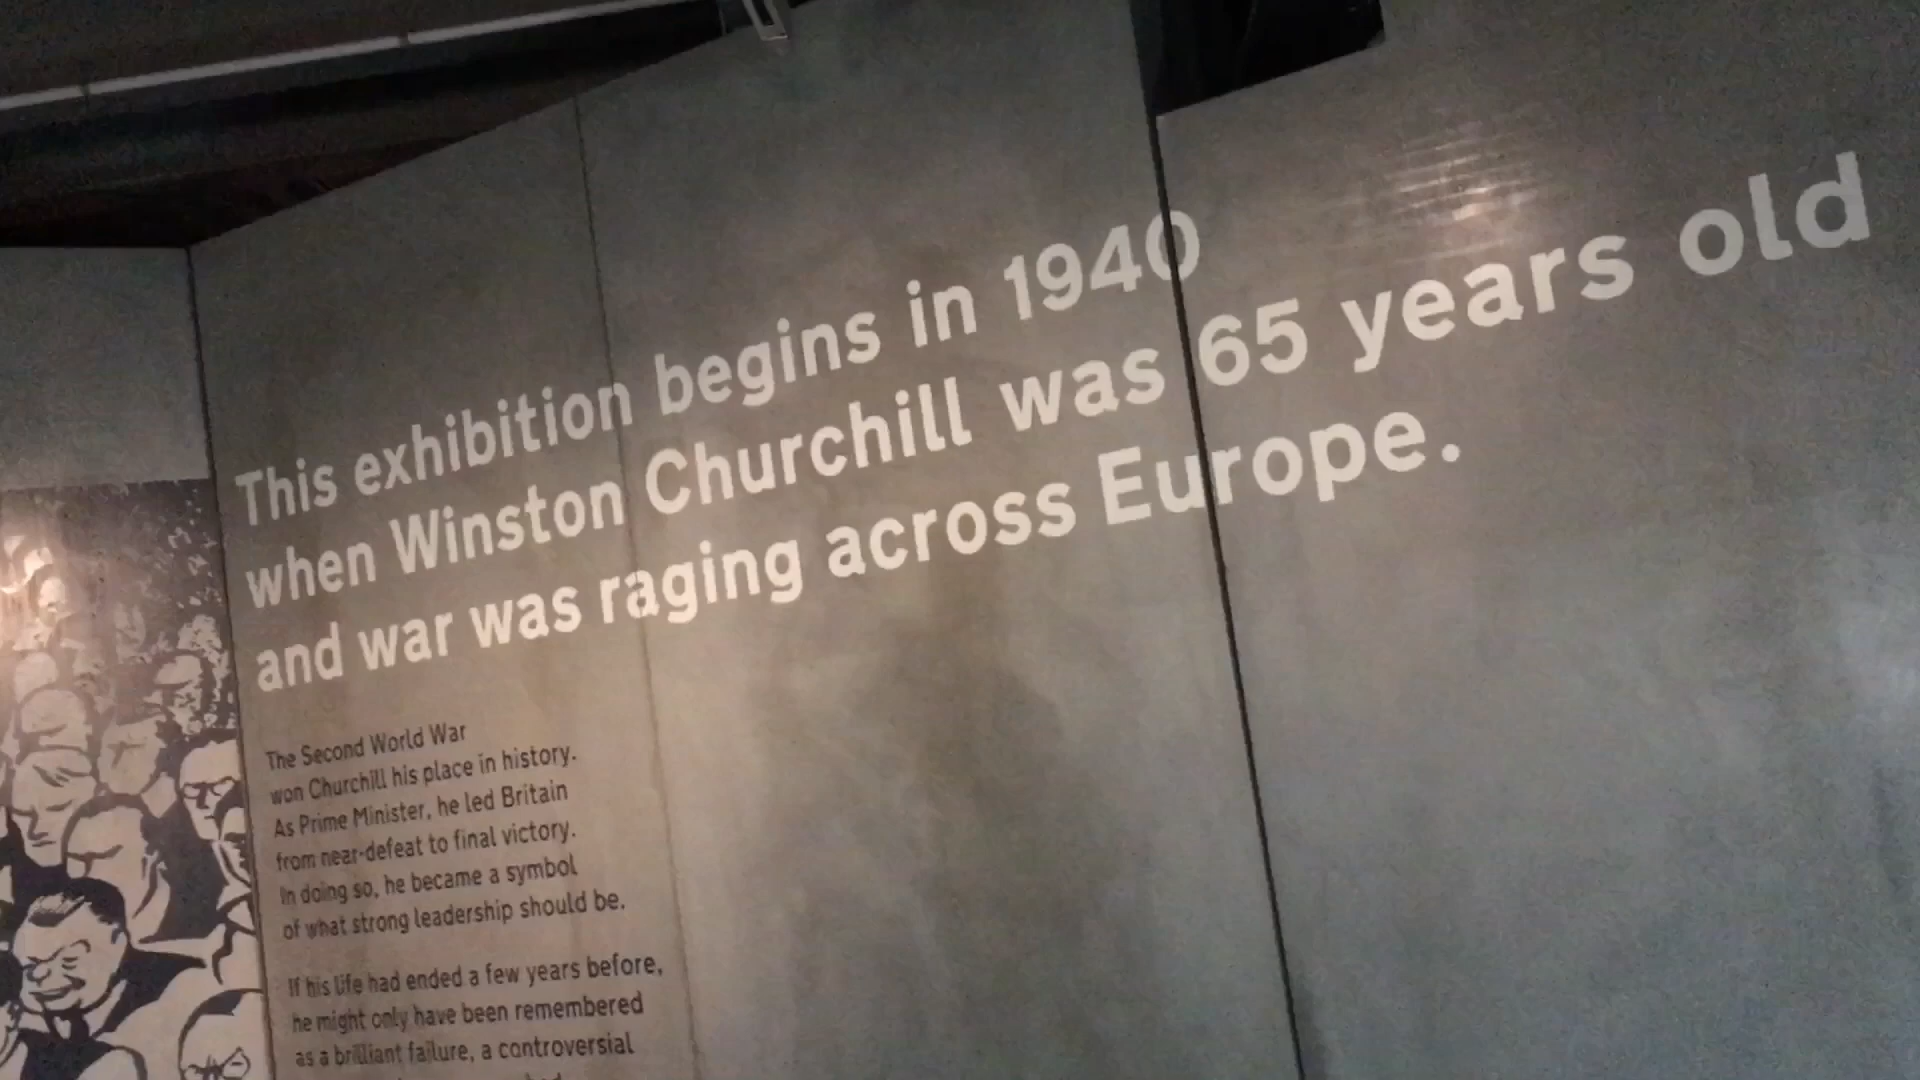 This exhibition begins in 1940
when Winston Churchill was 65 years old
and war was raging across Europe.
The Second World War
won Churchill his place in history.
As Prime Minister, he led Britain
from near-defeat to final victory.
In doing so, he became a symbol
of what strong leadership should be.
If his life had ended a few years before,
he might only have been remembered
as a brilliant failure, a controversial